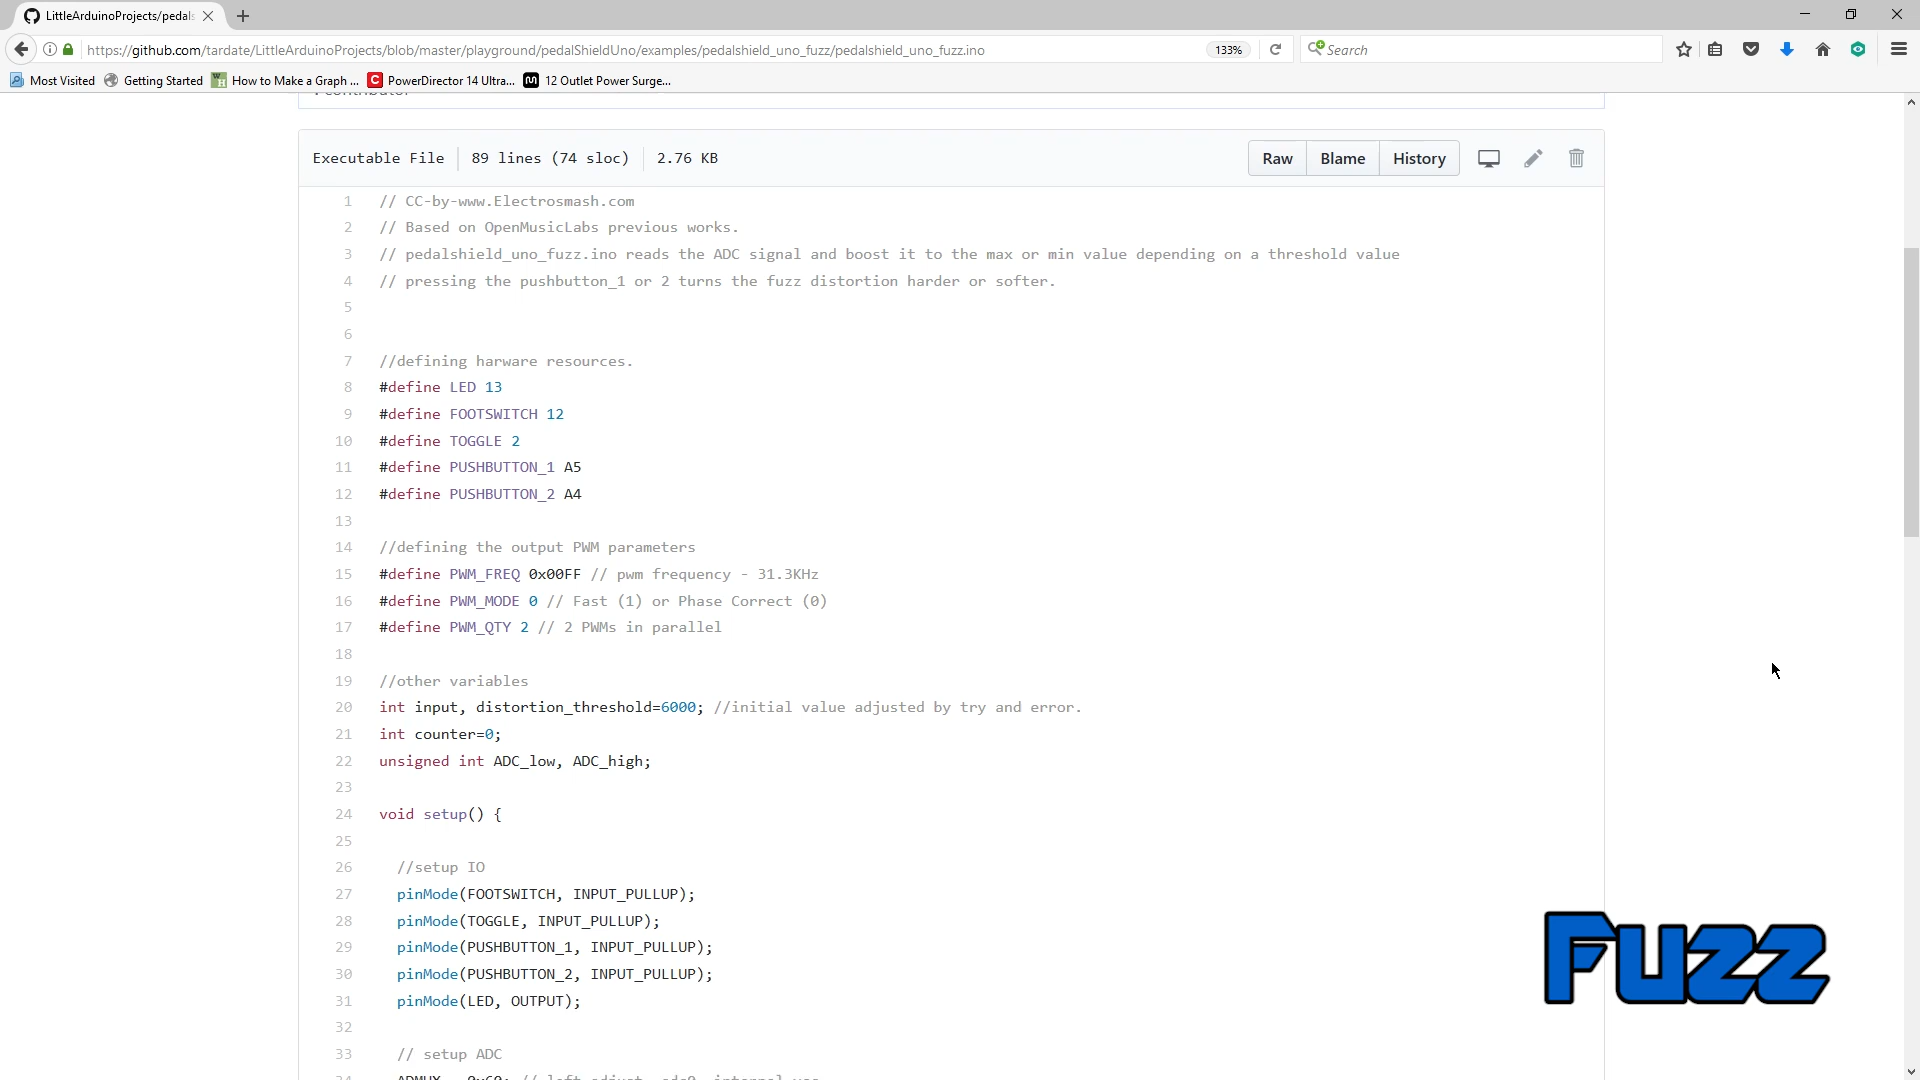 LittleArduinoProjects/pedals
https://github.com/tardate/LittleArduinoProjects/blob/master/playground/pedalShieldUno/examples/pedalshield_uno_fuzz/pedalshield_uno_fuzz.ino
133%
Search
Most Visited
Getting Started
How to Make a Graph ...
PowerDirector 14 Ultra...
12 Outlet Power Surge...
Executable File
89 lines (74 sloc)
2.76 KB
Raw
Blame
History
1 // CC-by-www.Electrosmash.com
2 // Based on OpenMusicLabs previous works.
3 // pedalshield_uno_fuzz.ino reads the ADC signal and boost it to the max or min value depending on a threshold value
4 // pressing the pushbutton_1 or 2 turns the fuzz distortion harder or softer.
5
6
7 //defining harware resources.
8 #define LED 13
9 #define FOOTSWITCH 12
10 #define TOGGLE 2
11 #define PUSHBUTTON_1 A5
12 #define PUSHBUTTON_2 A4
13
14 //defining the output PWM parameters
15 #define PWM_FREQ 0x00FF // pwm frequency - 31.3KHz
16 #define PWM_MODE 0 // Fast (1) or Phase Correct (0)
17 #define PWM_QTY 2 // 2 PWMs in parallel
18
19 //other variables
20 int input, distortion_threshold=6000; //initial value adjusted by try and error.
21 int counter=0;
22 unsigned int ADC_low, ADC_high;
23
24 void setup() {
25
26 //setup IO
27 pinMode(FOOTSWITCH, INPUT_PULLUP);
28 pinMode(TOGGLE, INPUT_PULLUP);
29 pinMode(PUSHBUTTON_1, INPUT_PULLUP);
30 pinMode(PUSHBUTTON_2, INPUT_PULLUP);
31 pinMode(LED, OUTPUT);
32
33 // setup ADC
Fuzz